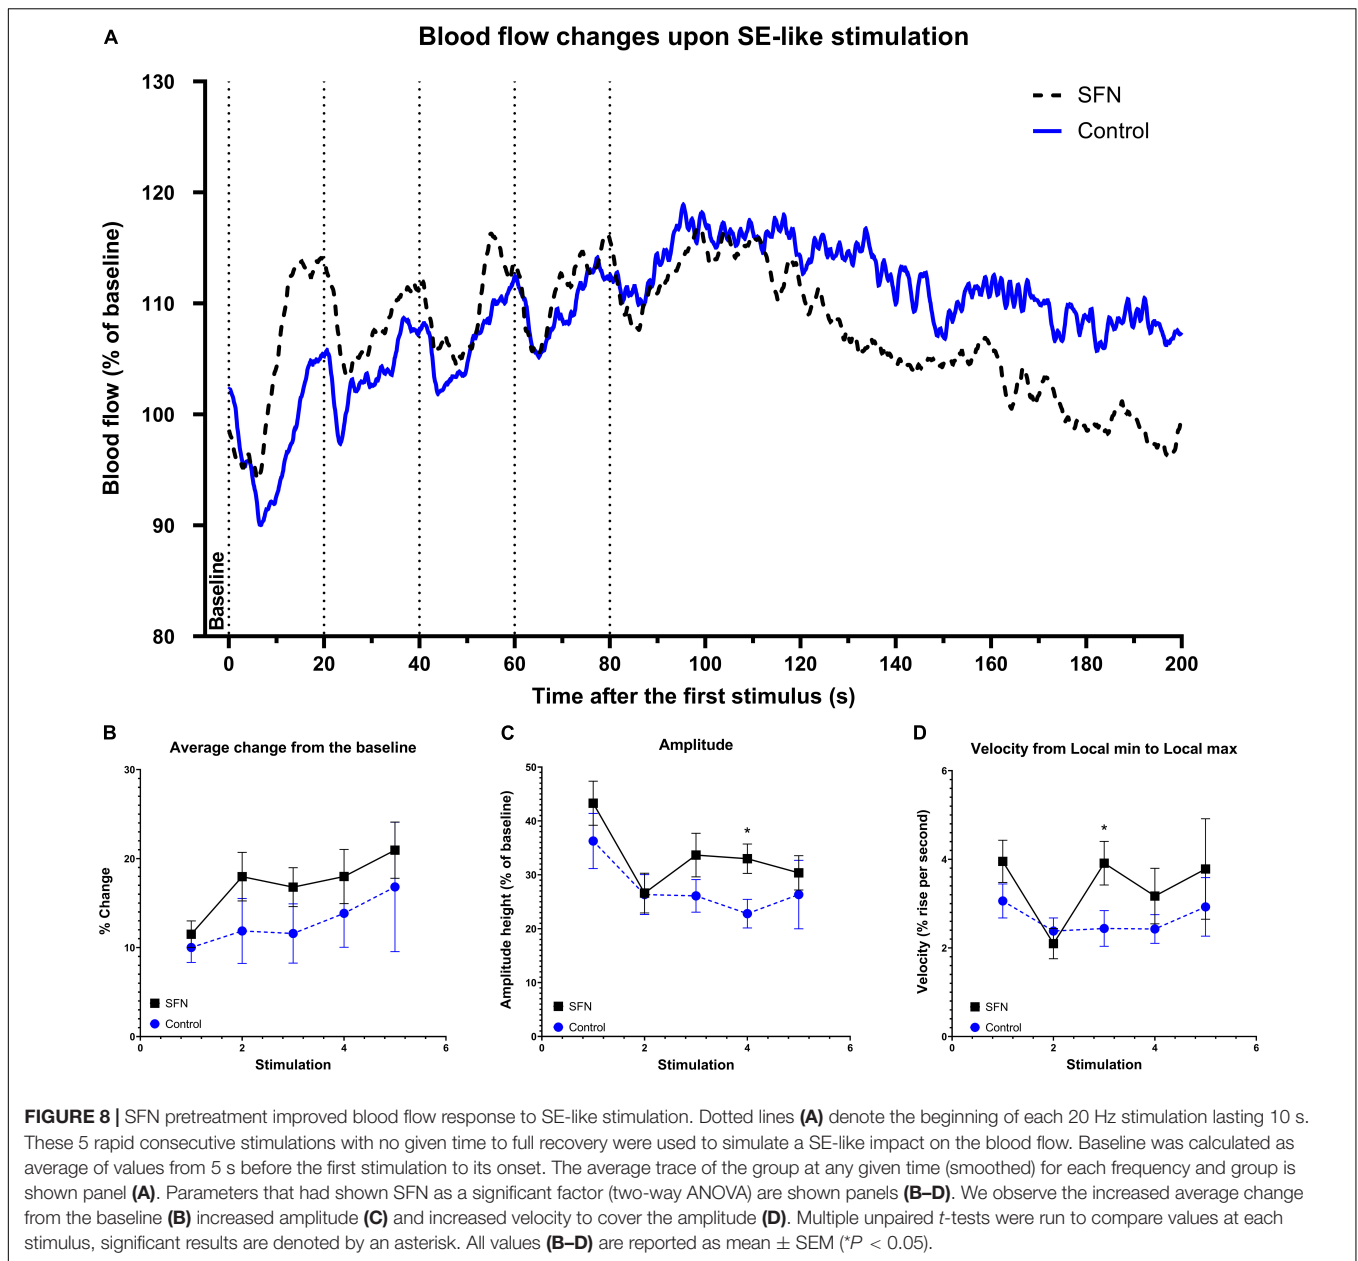 A
Blood flow changes upon SE-like stimulation
SFN
Control
Blood flow (% of baseline)
130
120
110
100
90
80
Baseline
0 20 40 60 80 100 120 140 160 180 200
Time after the first stimulus (s)
B
Average change from the baseline
% Change
30
20
10
0
SFN
Control
0 2 4 6
Stimulation
C
Amplitude
Amplitude height (% of baseline)
50
40
30
20
10
0
*
SFN
Control
0 2 4 6
Stimulation
D
Velocity from Local min to Local max
Velocity (% rise per second)
6
4
2
0
*
SFN
Control
0 2 4 6
Stimulation
FIGURE 8 | SFN pretreatment improved blood flow response to SE-like stimulation. Dotted lines (A) denote the beginning of each 20 Hz stimulation lasting 10 s.
These 5 rapid consecutive stimulations with no given time to full recovery were used to simulate a SE-like impact on the blood flow. Baseline was calculated as
average of values from 5 s before the first stimulation to its onset. The average trace of the group at any given time (smoothed) for each frequency and group is
shown panel (A). Parameters that had shown SFN as a significant factor (two-way ANOVA) are shown panels (B–D). We observe the increased average change
from the baseline (B) increased amplitude (C) and increased velocity to cover the amplitude (D). Multiple unpaired t-tests were run to compare values at each
stimulus, significant results are denoted by an asterisk. All values (B–D) are reported as mean ± SEM (*P < 0.05).